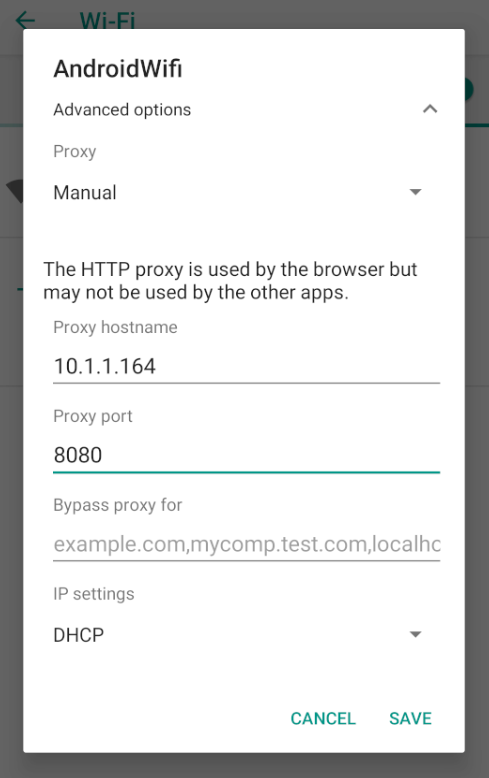 Wi-Fi
AndroidWifi
Advanced options
Proxy
Manual
The HTTP proxy is used by the browser but
may not be used by the other apps.
Proxy hostname
10.1.1.164
Proxy port
8080
Bypass proxy for
example.com,mycomp.test.com,localhc
IP settings
DHCP
CANCEL SAVE